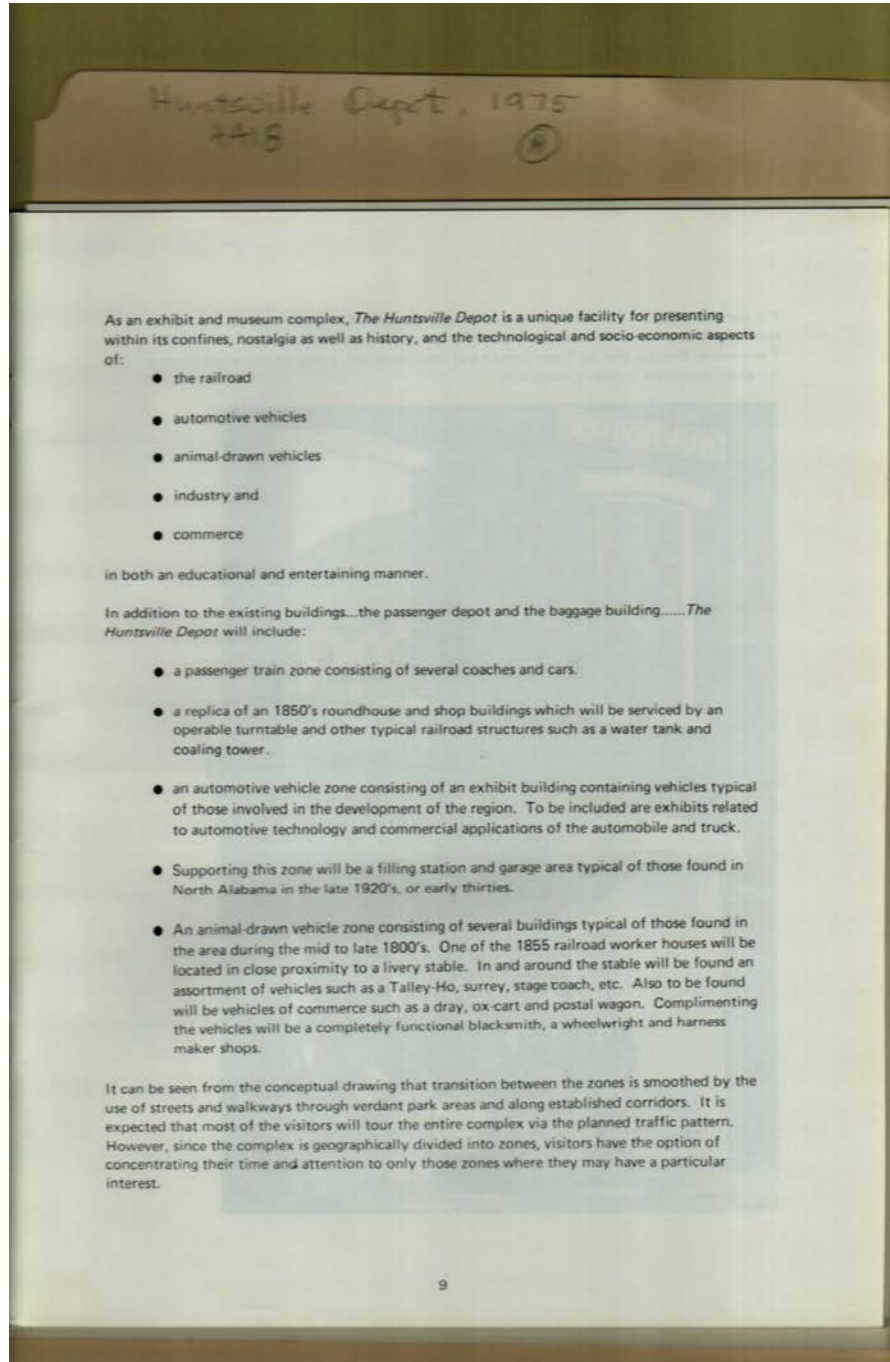 Huntsville Depot, 1975
As an exhibit and museum complex, The Huntsville Depot is a unique facility for presenting
within its confines, nostalgia as well as history, and the technological and socio-economic aspects
of:
● the railroad
● automotive vehicles
● animal-drawn vehicles
● industry and
● commerce
in both an educational and entertaining manner.
In addition to the existing buildings...the passenger depot and the baggage building......The
Huntsville Depot will include:
● a passenger train zone consisting of several coaches and cars.
● a replica of an 1850's roundhouse and shop buildings which will be serviced by an
operable turntable and other typical railroad structures such as a water tank and
coaling tower.
● an automotive vehicle zone consisting of an exhibit building containing vehicles typical
of those involved in the development of the region. To be included are exhibits related
to automotive technology and commercial applications of the automobile and truck.
● Supporting this zone will be a filling station and garage area typical of those found in
North Alabama in the late 1920's, or early thirties.
● An animal-drawn vehicle zone consisting of several buildings typical of those found in
the area during the mid to late 1800's. One of the 1855 railroad worker houses will be
located in close proximity to a livery stable. In and around the stable will be found an
assortment of vehicles such as a Talley-Ho, surrey, stage coach, etc. Also to be found
will be vehicles of commerce such as a dray, ox-cart and postal wagon. Complimenting
the vehicles will be a completely functional blacksmith, a wheelwright and harness
maker shops.
It can be seen from the conceptual drawing that transition between the zones is smoothed by the
use of streets and walkways through verdant park areas and along established corridors. It is
expected that most of the visitors will tour the entire complex via the planned traffic pattern.
However, since the complex is geographically divided into zones, visitors have the option of
concentrating their time and attention to only those zones where they may have a particular
interest.
9